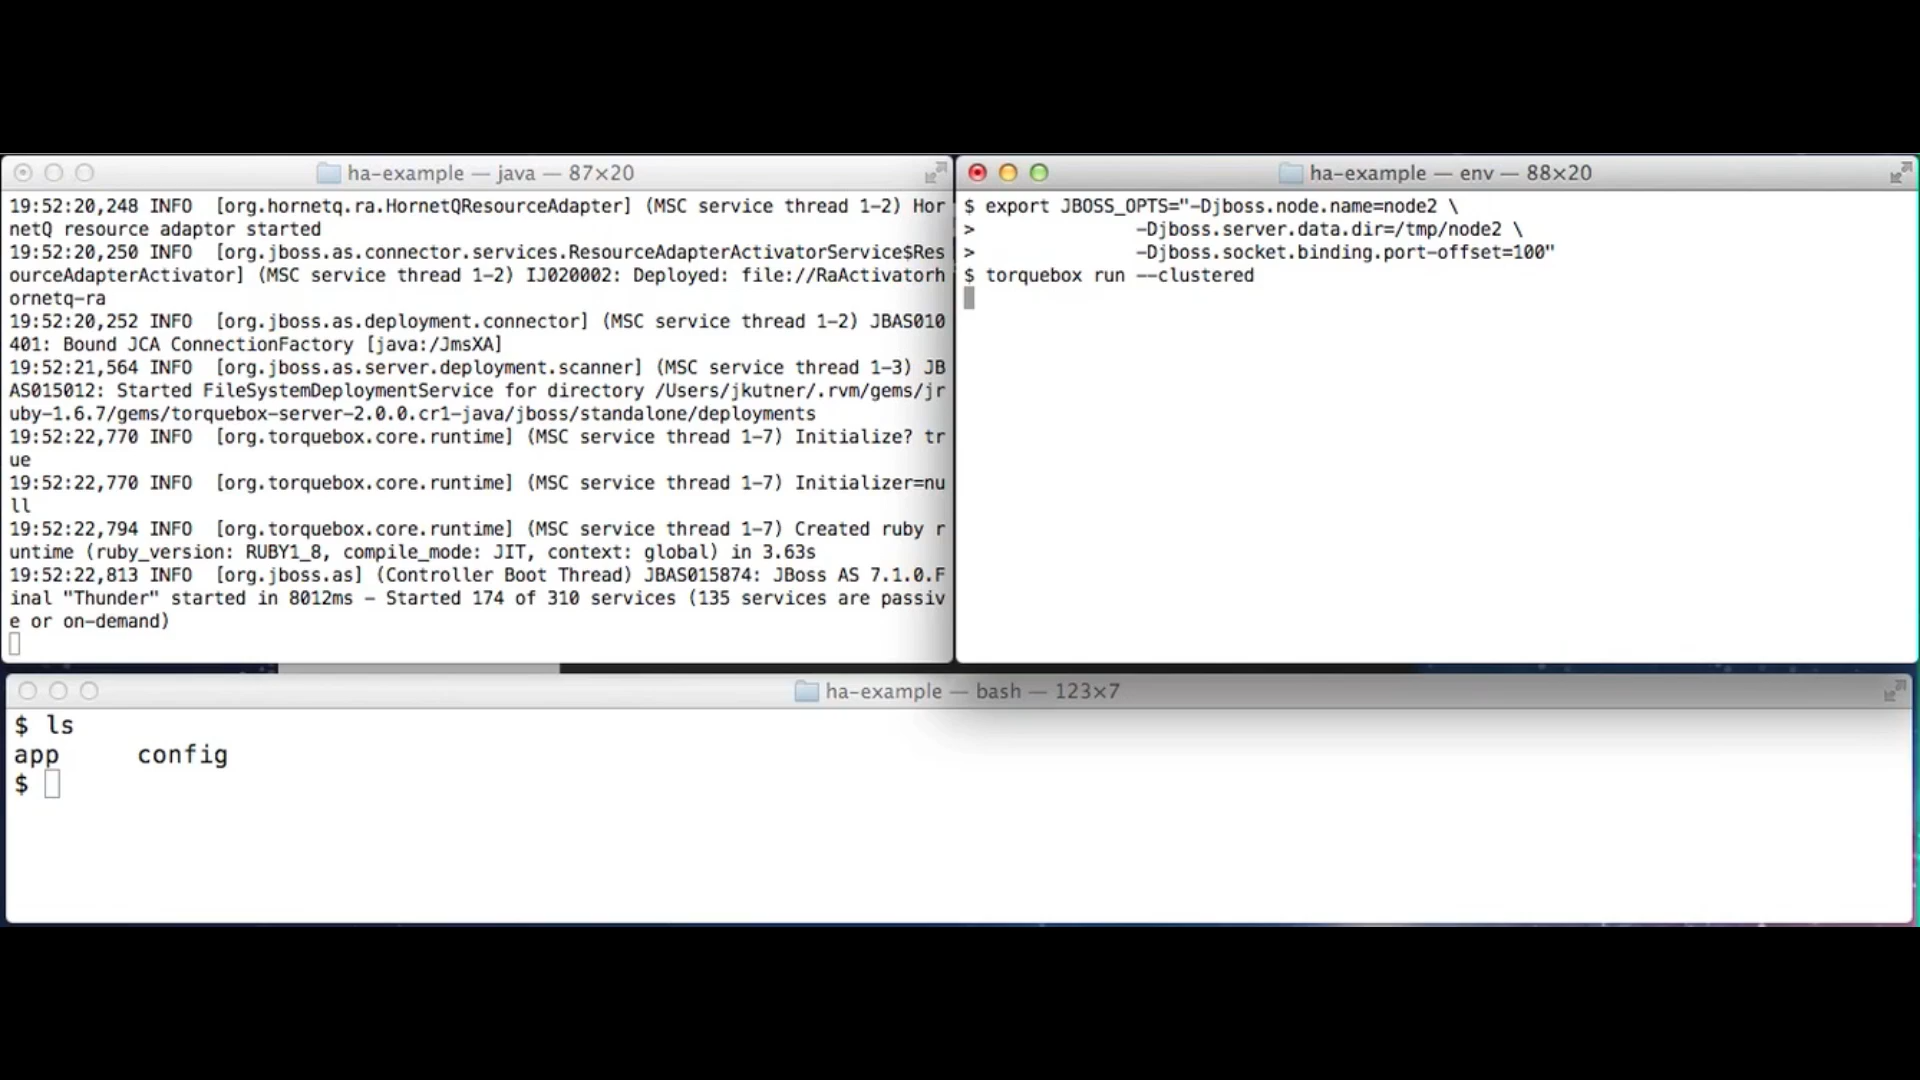 ha-example — java — 87×20
19:52:20,248 INFO  [org.hornetq.ra.HornetQResourceAdapter] (MSC service thread 1-2) Hor
netQ resource adaptor started
19:52:20,250 INFO  [org.jboss.as.connector.services.ResourceAdapterActivatorService$Res
ourceAdapterActivator] (MSC service thread 1-2) IJ020002: Deployed: file://RaActivatorh
ornetq-ra
19:52:20,252 INFO  [org.jboss.as.deployment.connector] (MSC service thread 1-2) JBAS010
401: Bound JCA ConnectionFactory [java:/JmsXA]
19:52:21,564 INFO  [org.jboss.as.server.deployment.scanner] (MSC service thread 1-3) JB
AS015012: Started FileSystemDeploymentService for directory /Users/jkutner/.rvm/gems/jr
uby-1.6.7/gems/torquebox-server-2.0.0.cr1-java/jboss/standalone/deployments
19:52:22,770 INFO  [org.torquebox.core.runtime] (MSC service thread 1-7) Initialize? tr
ue
19:52:22,770 INFO  [org.torquebox.core.runtime] (MSC service thread 1-7) Initializer=nu
ll
19:52:22,794 INFO  [org.torquebox.core.runtime] (MSC service thread 1-7) Created ruby r
untime (ruby_version: RUBY1_8, compile_mode: JIT, context: global) in 3.63s
19:52:22,813 INFO  [org.jboss.as] (Controller Boot Thread) JBAS015874: JBoss AS 7.1.0.F
inal "Thunder" started in 8012ms - Started 174 of 310 services (135 services are passiv
e or on-demand)
ha-example — env — 88×20
$ export JBOSS_OPTS="-Djboss.node.name=node2 \
>               -Djboss.server.data.dir=/tmp/node2 \
>               -Djboss.socket.binding.port-offset=100"
$ torquebox run --clustered
ha-example — bash — 123×7
$ ls
app     config
$